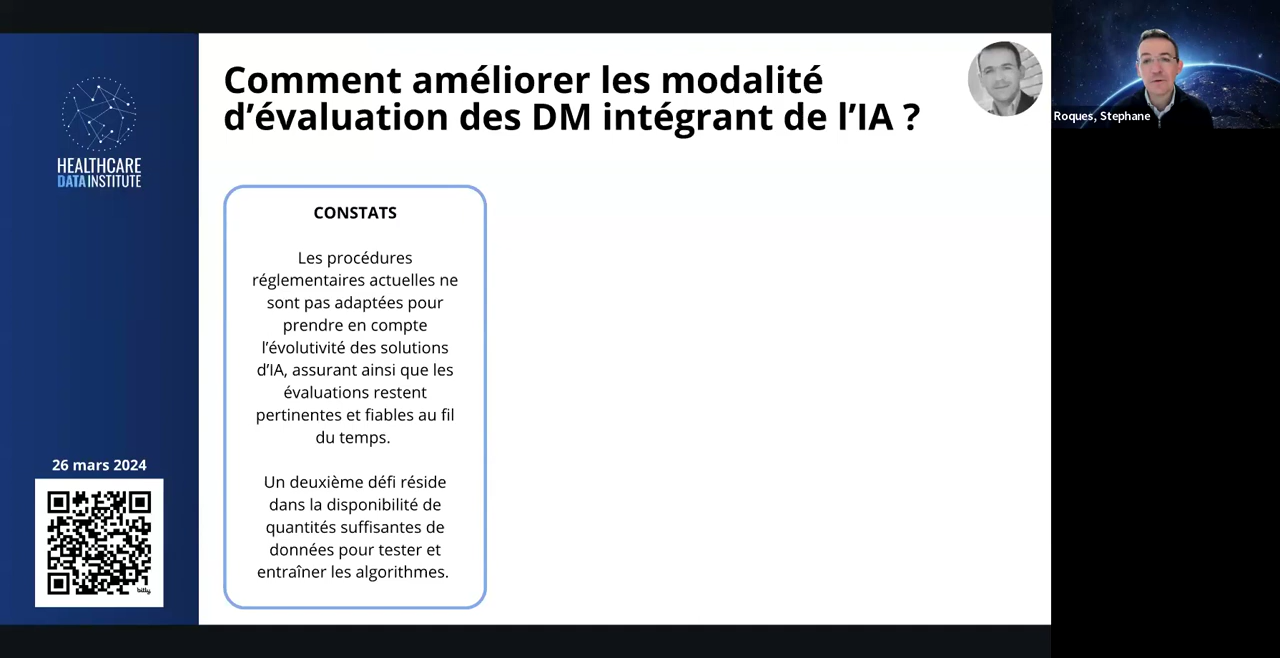 Comment améliorer les modalité
d’évaluation des DM intégrant de l’IA ?
Roques, Stephane
HEALTHCARE
DATA INSTITUTE
CONSTATS
Les procédures
réglementaires actuelles ne
sont pas adaptées pour
prendre en compte
l’évolutivité des solutions
d’IA, assurant ainsi que les
évaluations restent
pertinentes et fiables au fil
du temps.
Un deuxième défi réside
dans la disponibilité de
quantités suffisantes de
données pour tester et
entraîner les algorithmes.
26 mars 2024
bitly